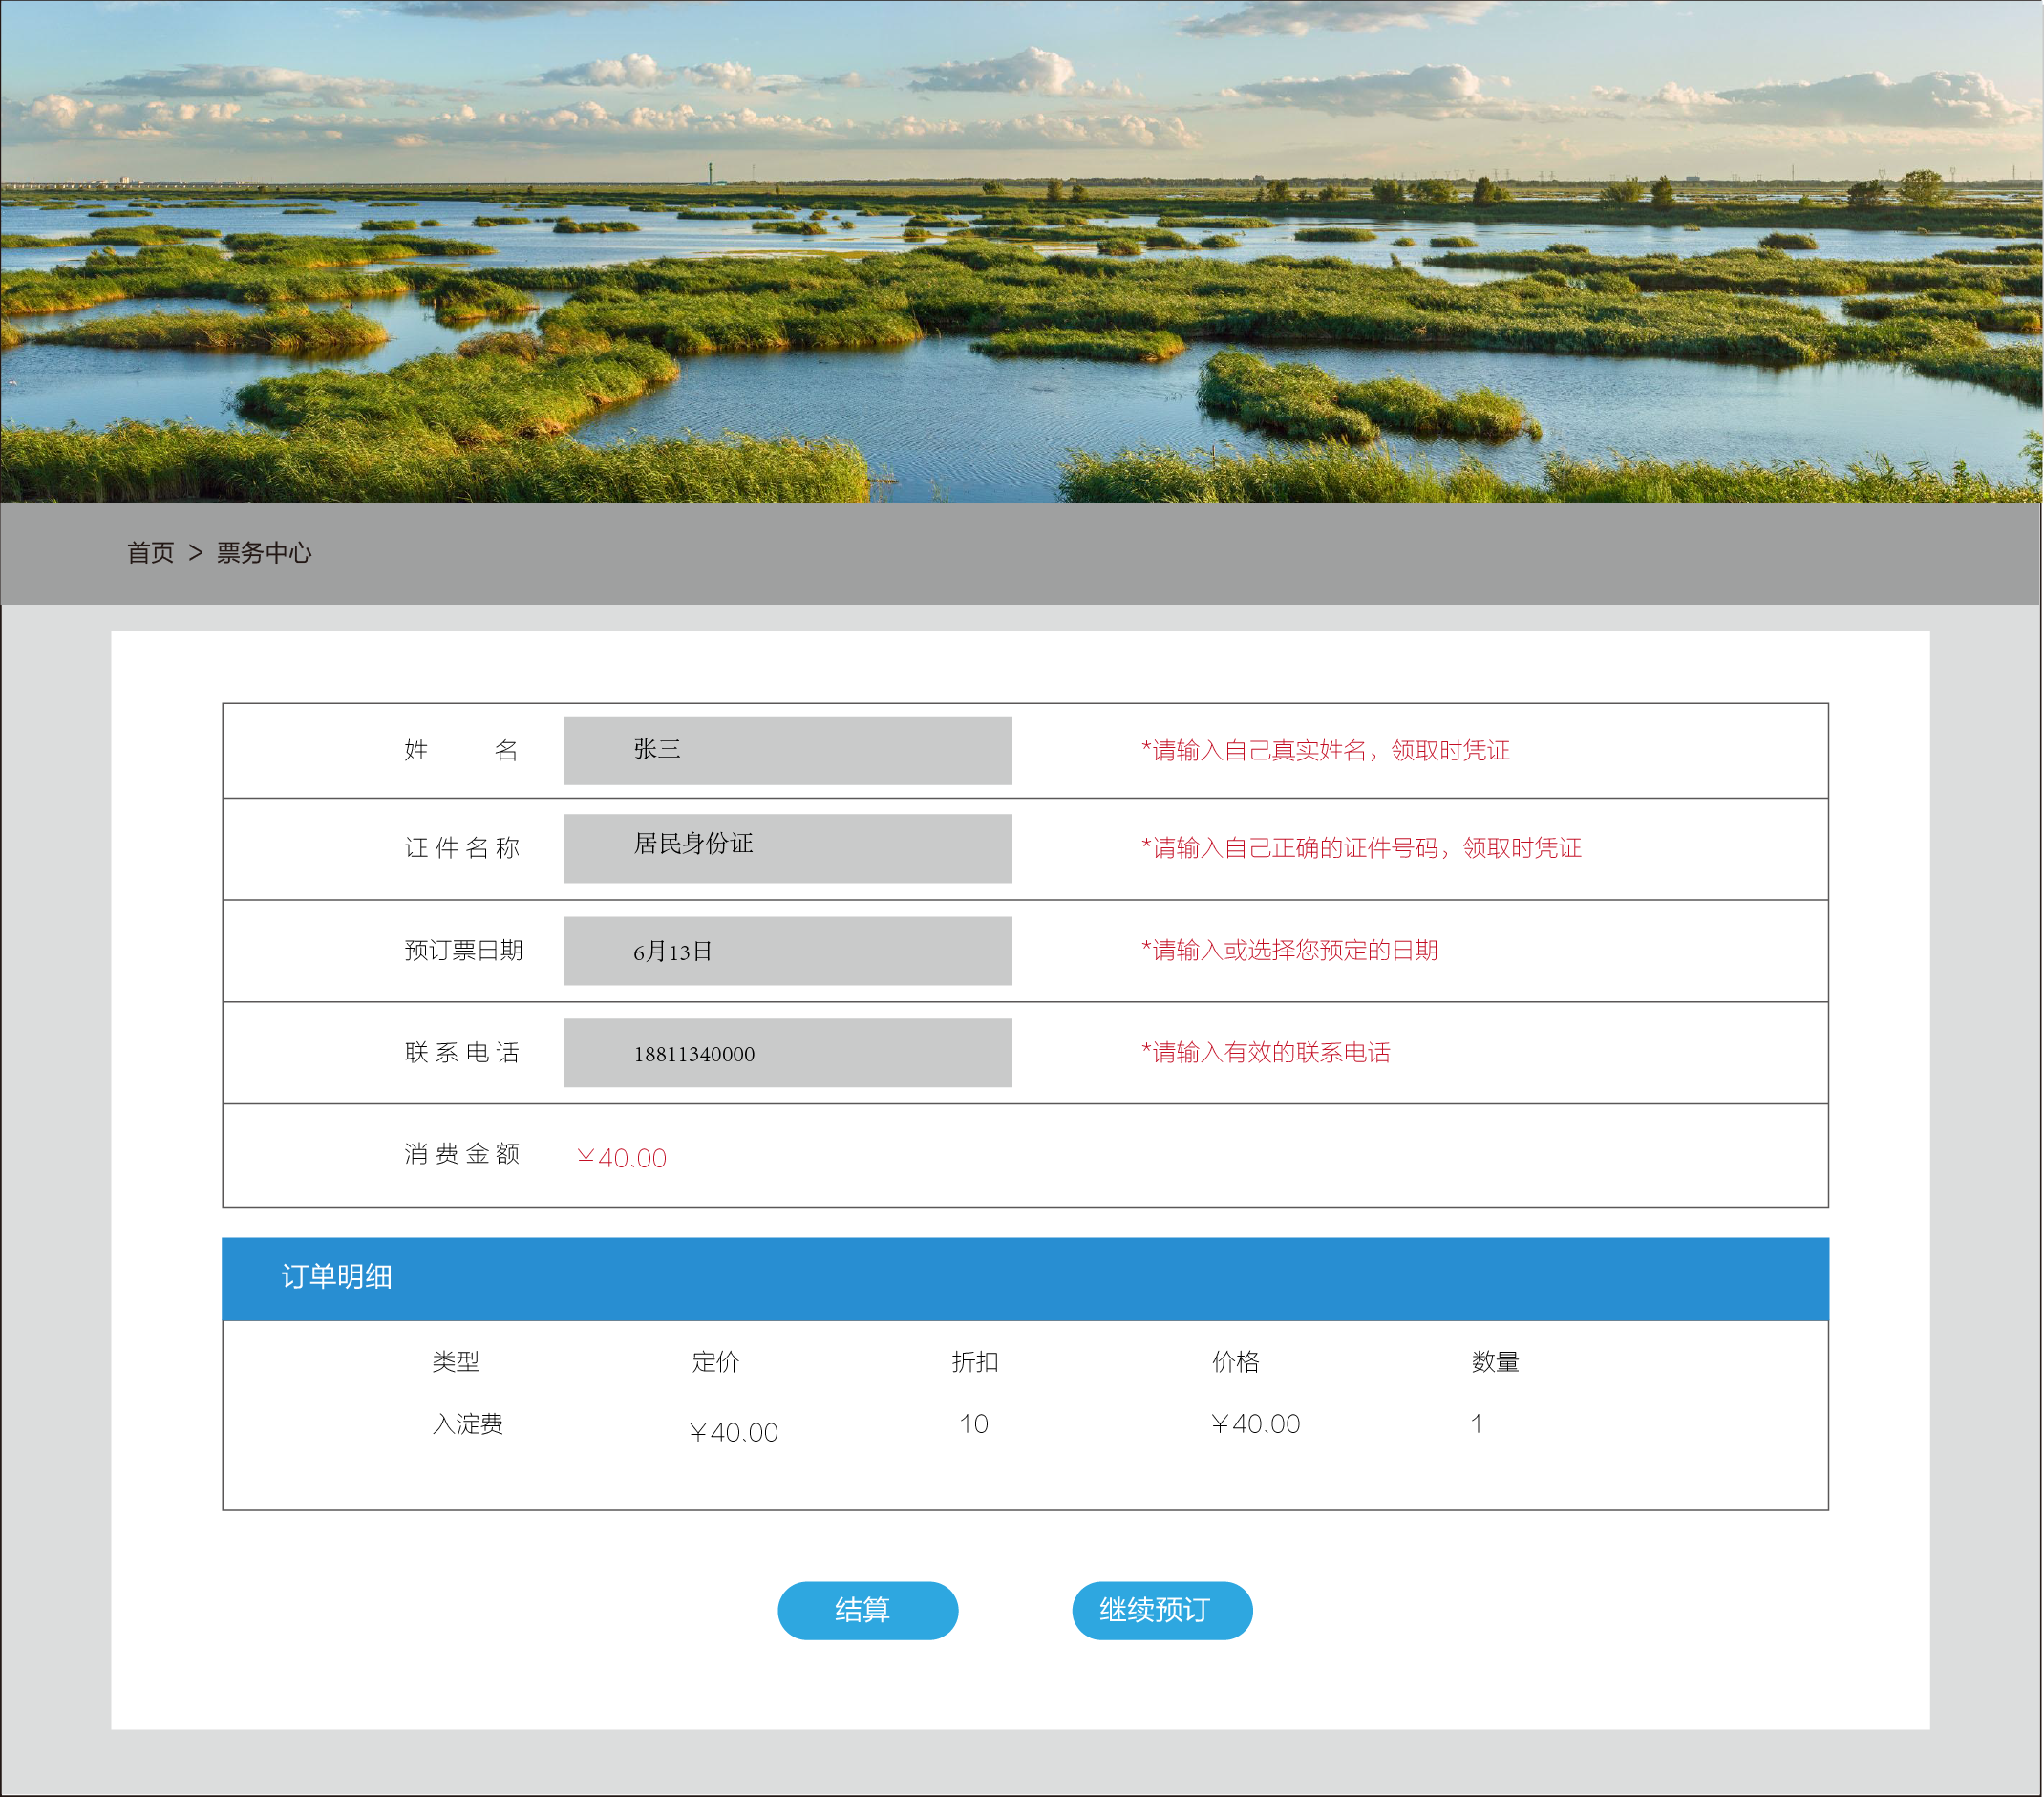 首页 > 票务中心
姓 名 张三 *请输入自己真实姓名，领取时凭证
证件名称 居民身份证 *请输入自己正确的证件号码，领取时凭证
预订票日期 6月13日 *请输入或选择您预定的日期
联系电话 18811340000 *请输入有效的联系电话
消费金额 ￥40.00
订单明细
类型 定价 折扣 价格 数量
入淀费 ￥40.00 10 ￥40.00 1
结算 继续预订